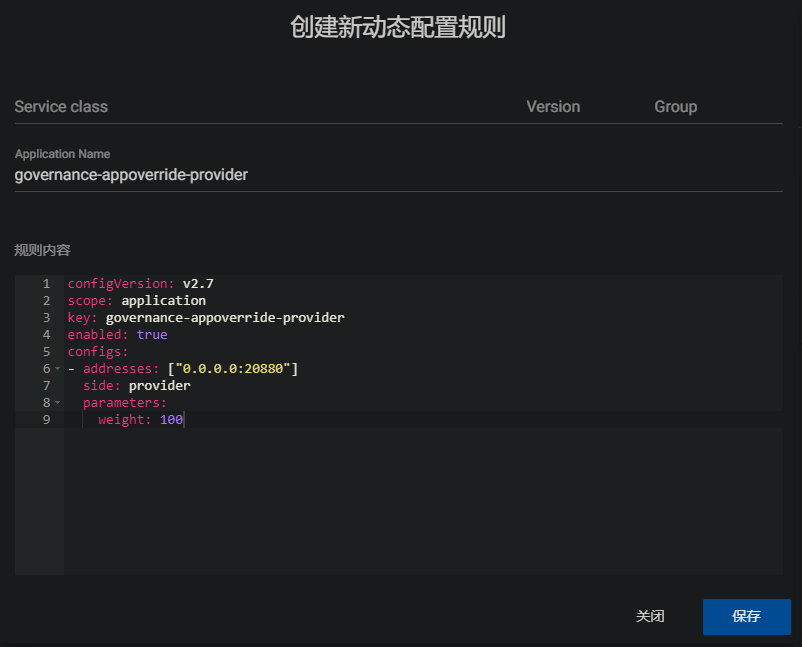 创建新动态配置规则
Service class Version Group
Application Name
governance-appoverride-provider
规则内容
1 configVersion: v2.7
2 scope: application
3 key: governance-appoverride-provider
4 enabled: true
5 configs:
6 - addresses: ["0.0.0.0:20880"]
7 side: provider
8 parameters:
9 weight: 100
关闭 保存